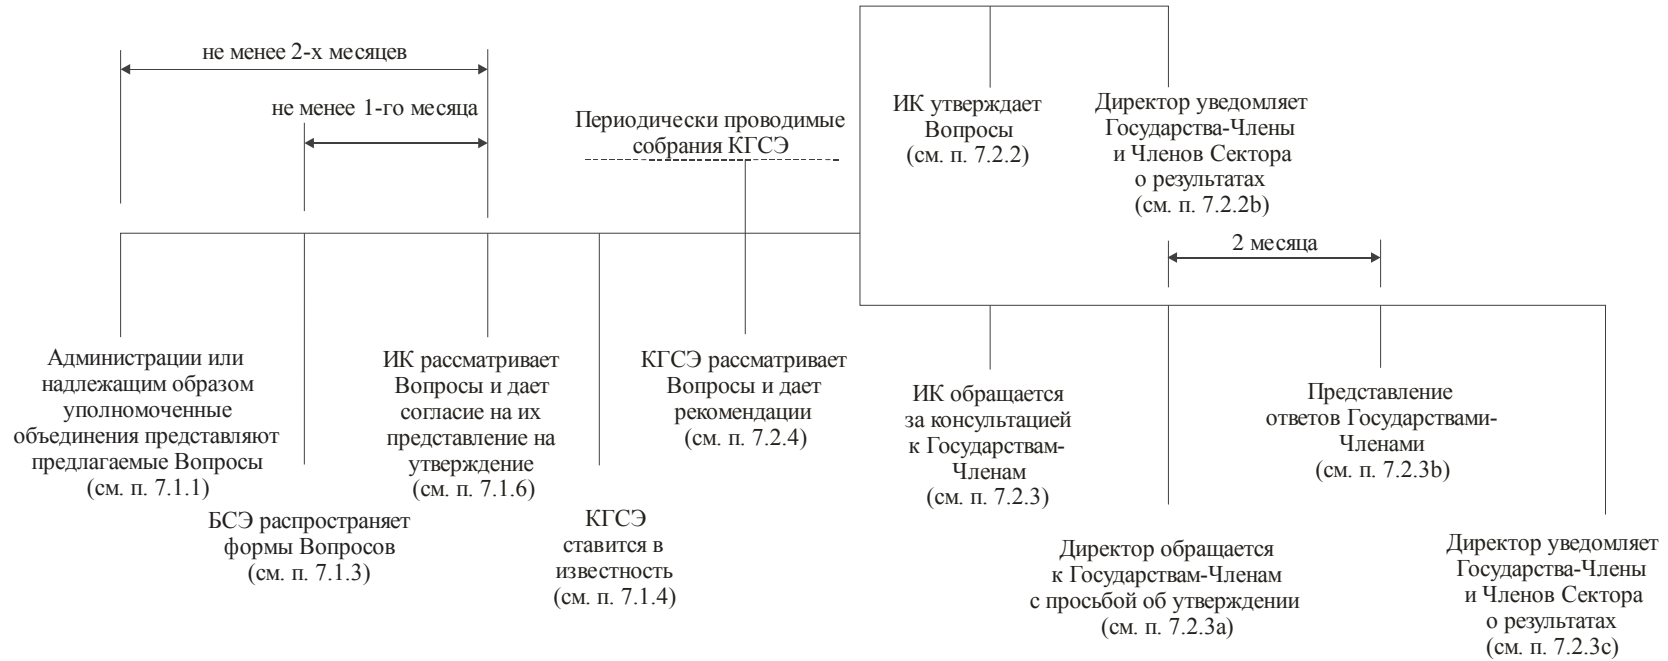 не менее 2-х месяцев
не менее 1-го месяца
Периодически проводимые
собрания КГСЭ
ИК утверждает
Вопросы
(см. п. 7.2.2)
Директор уведомляет
Государства-Члены
и Членов Сектора
о результатах
(см. п. 7.2.2b)
2 месяца
Администрации или
надлежащим образом
уполномоченные
объединения представляют
предлагаемые Вопросы
(см. п. 7.1.1)
БСЭ распространяет
формы Вопросов
(см. п. 7.1.3)
ИК рассматривает
Вопросы и дает
согласие на их
представление на
утверждение
(см. п. 7.1.6)
КГСЭ
ставится в
известность
(см. п. 7.1.4)
КГСЭ рассматривает
Вопросы и дает
рекомендации
(см. п. 7.2.4)
ИК обращается
за консультацией
к Государствам-
Членам
(см. п. 7.2.3)
Директор обращается
к Государствам-Членам
с просьбой об утверждении
(см. п. 7.2.3a)
Представление
ответов Государствами-
Членами
(см. п. 7.2.3b)
Директор уведомляет
Государства-Члены
и Членов Сектора
о результатах
(см. п. 7.2.3c)